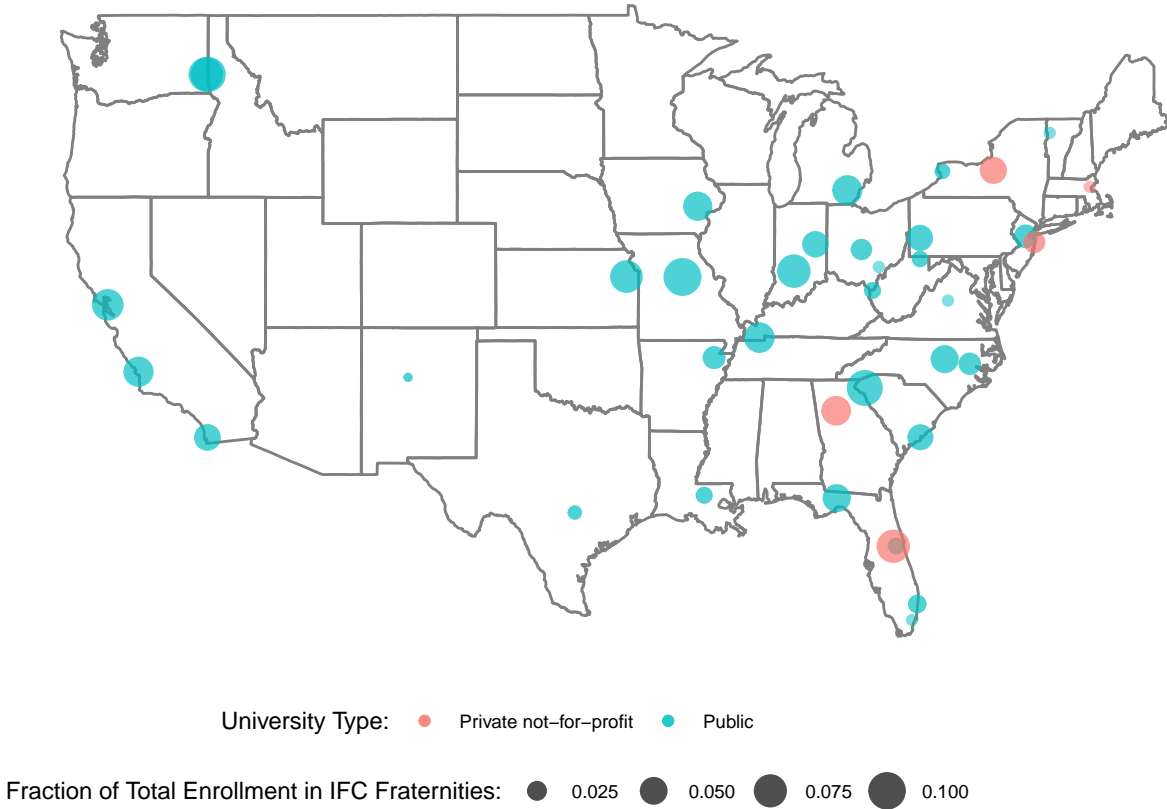 University Type: Private not−for−profit Public
Fraction of Total Enrollment in IFC Fraternities: 0.025 0.050 0.075 0.100